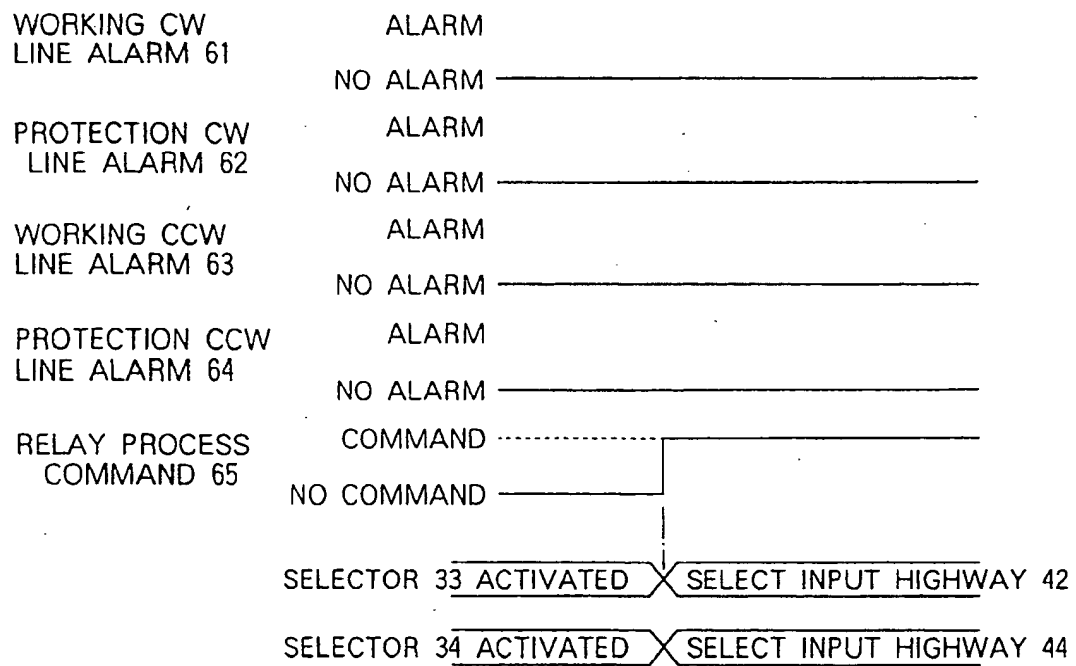 WORKING CW ALARM
LINE ALARM 61
NO ALARM
PROTECTION CW ALARM
LINE ALARM 62
NO ALARM
WORKING CCW ALARM
LINE ALARM 63
NO ALARM
PROTECTION CCW ALARM
LINE ALARM 64
NO ALARM
RELAY PROCESS COMMAND
COMMAND 65
NO COMMAND
SELECTOR 33 ACTIVATED SELECT INPUT HIGHWAY 42
SELECTOR 34 ACTIVATED SELECT INPUT HIGHWAY 44